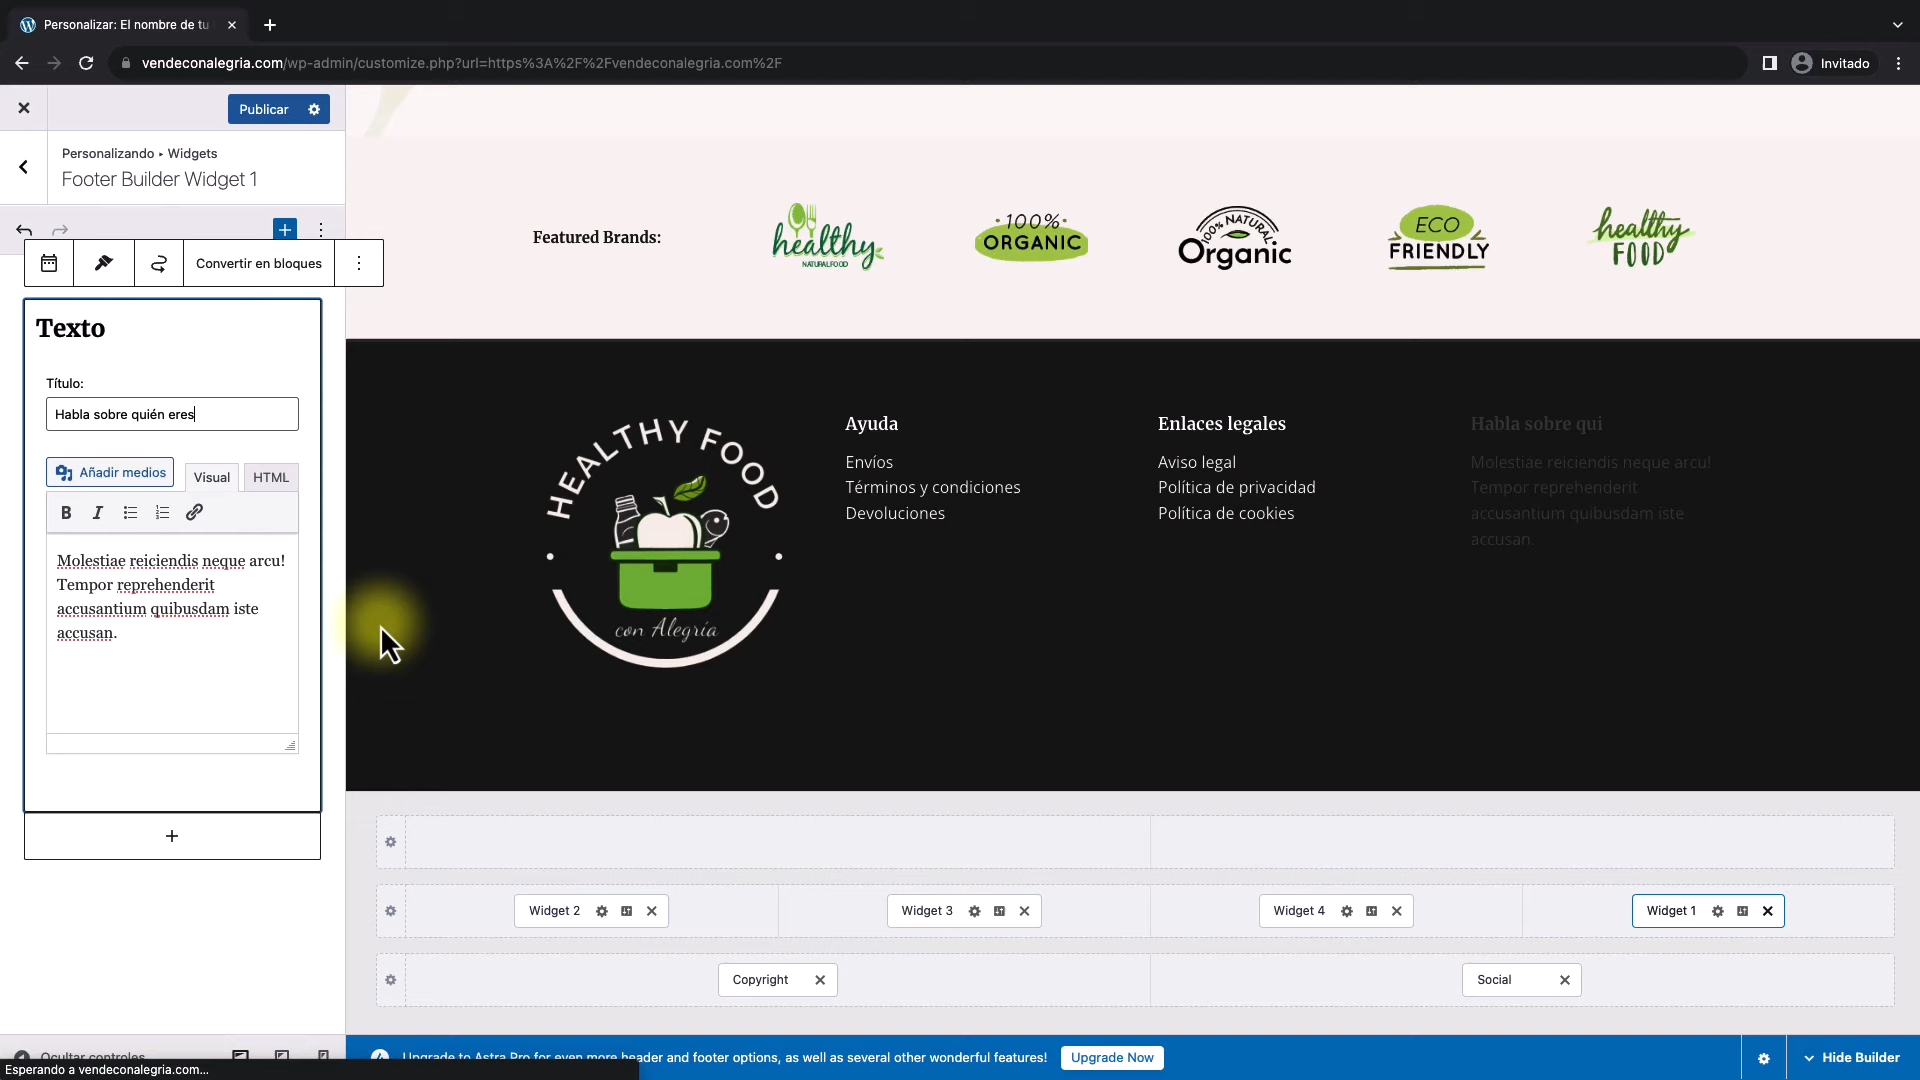 Personalizar: El nombre de tu
vendeconalegria.com/wp-admin/customize.php?url=https%3A%2F%2Fvendeconalegria.com%2F
Invitado
Publicar
Personalizando ▸ Widgets
Footer Builder Widget 1
Convertir en bloques
Texto
Título:
Habla sobre quién eres
Añadir medios
Visual
HTML
B I
Molestiae reiciendis neque arcu!
Tempor reprehenderit
accusantium quibusdam iste
accusan.
Ocultar controles
Esperando a vendeconalegria.com...
Featured Brands:
healthy
NATURAL FOOD
100%
ORGANIC
100% NATURAL
Organic
ECO
FRIENDLY
healthy
FOOD
HEALTHY FOOD
con Alegría
Ayuda
Envíos
Términos y condiciones
Devoluciones
Enlaces legales
Aviso legal
Política de privacidad
Política de cookies
Habla sobre qui
Molestiae reiciendis neque arcu!
Tempor reprehenderit
accusantium quibusdam iste
accusan.
Widget 2
Widget 3
Widget 4
Widget 1
Copyright
Social
Upgrade to Astra Pro for even more header and footer options, as well as several other wonderful features!
Upgrade Now
Hide Builder